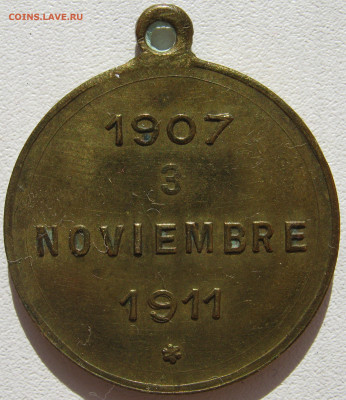 COINS.LAVE.RU
1907
3
NOVIEMBRE
1911
*